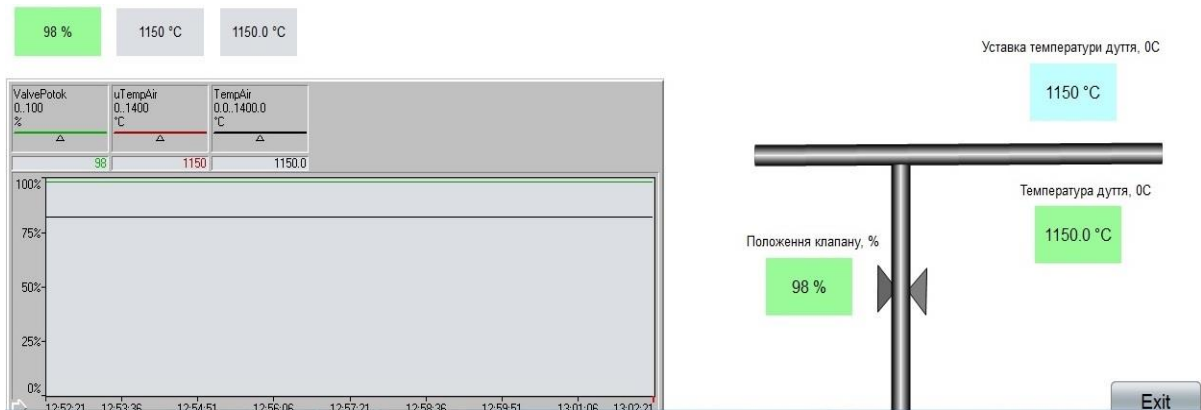 98 % 1150 °C 1150.0 °C
Уставка температури дуття, 0С
1150 °C
ValvePotok uTempAir TempAir
0..100 0..1400 0.0..1400.0
% °C °C
98 1150 1150.0
100%
75%
50%
25%
0%
12:52:21 12:53:36 12:54:51 12:56:06 12:57:21 12:58:36 12:59:51 13:01:06 13:02:21
Температура дуття, 0С
1150.0 °C
Положення клапану, %
98 %
Exit